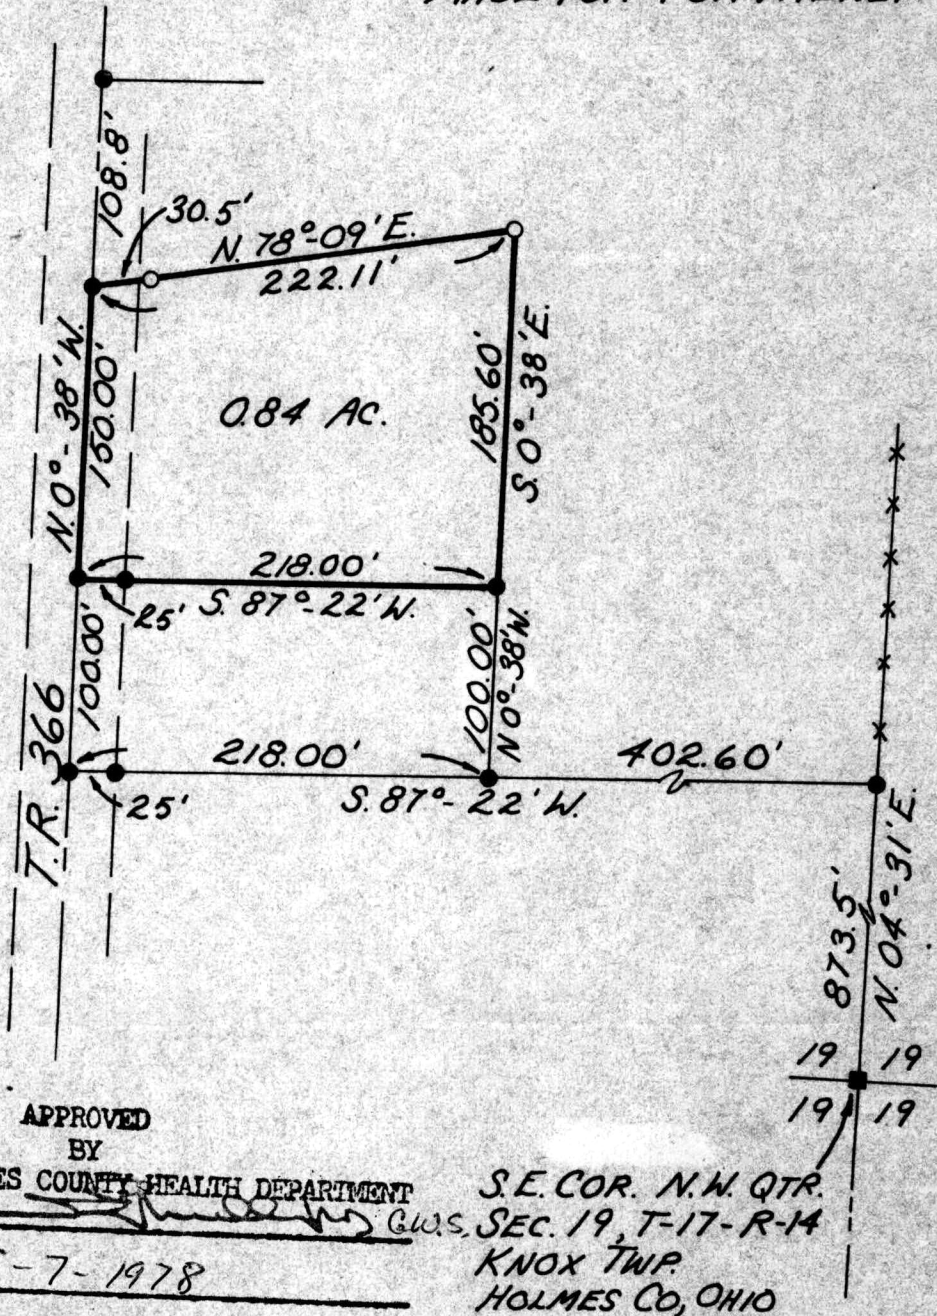 108.8'
30.5'
N. 78°-09' E.
222.11'
N. 0°-38' W.
150.00'
0.84 AC.
185.60'
S. 0°-38' E.
218.00'
S. 87°-22' W.
25'
100.00'
100.00'
N 0°-38' W.
T.R. 366
218.00'
402.60'
25'
S. 87°-22' W.
873.5'
N. 04°-31' E.
19 19
19 19
APPROVED
BY
ES COUNTY HEALTH DEPARTMENT
G.W.S.
-7-1978
S.E. COR. N.W. QTR.
SEC. 19, T-17-R-14
KNOX TWP.
HOLMES CO, OHIO